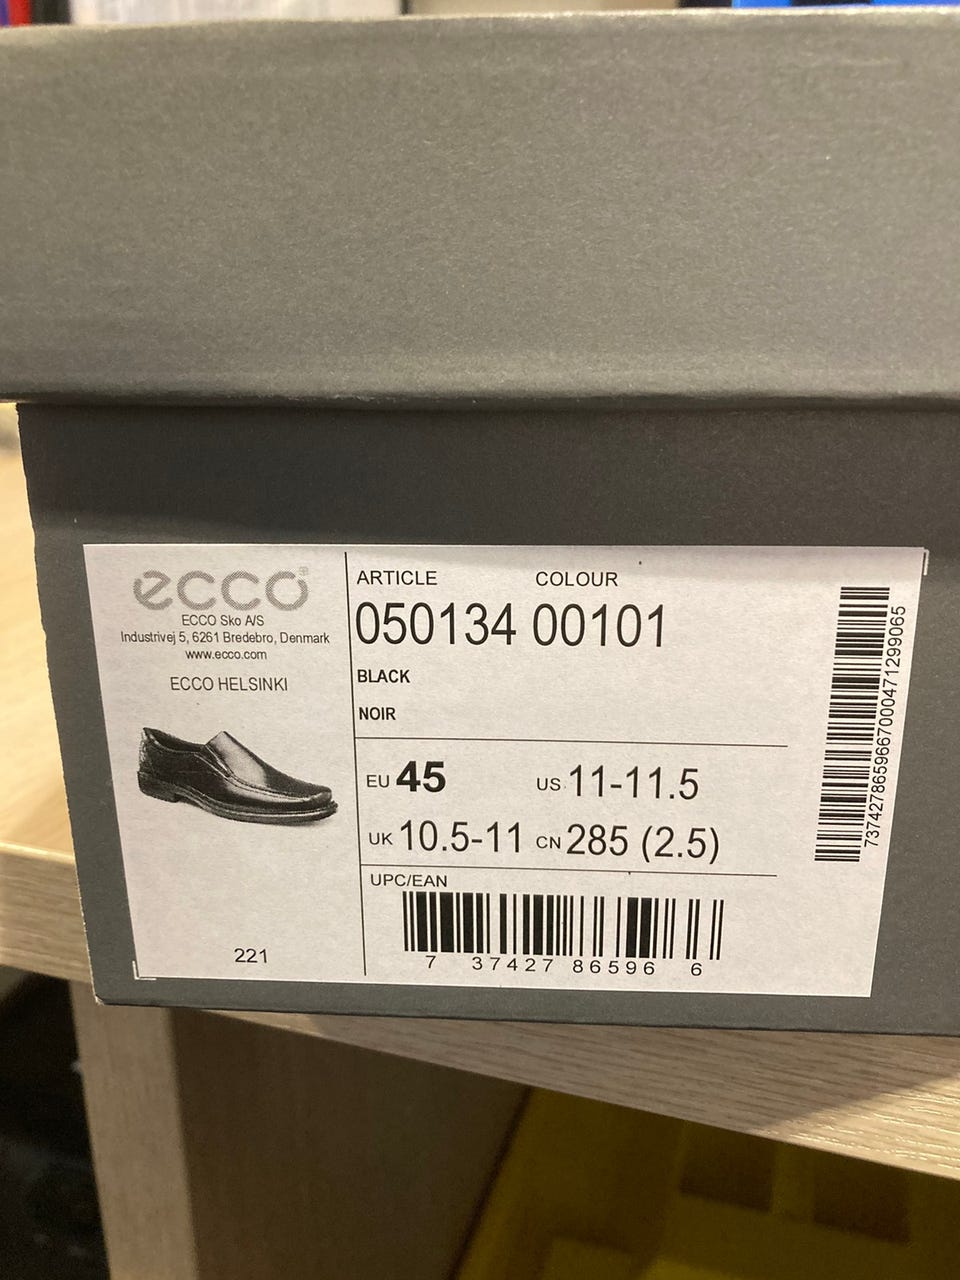 ecco
ECCO Sko A/S
Industrivej 5, 6261 Bredebro, Denmark
www.ecco.com
ECCO HELSINKI
221
ARTICLE COLOUR
050134 00101
BLACK
NOIR
EU 45 US 11-11.5
UK 10.5-11 CN 285 (2.5)
UPC/EAN
7 37427 86596 6
73742786596670004712990​65